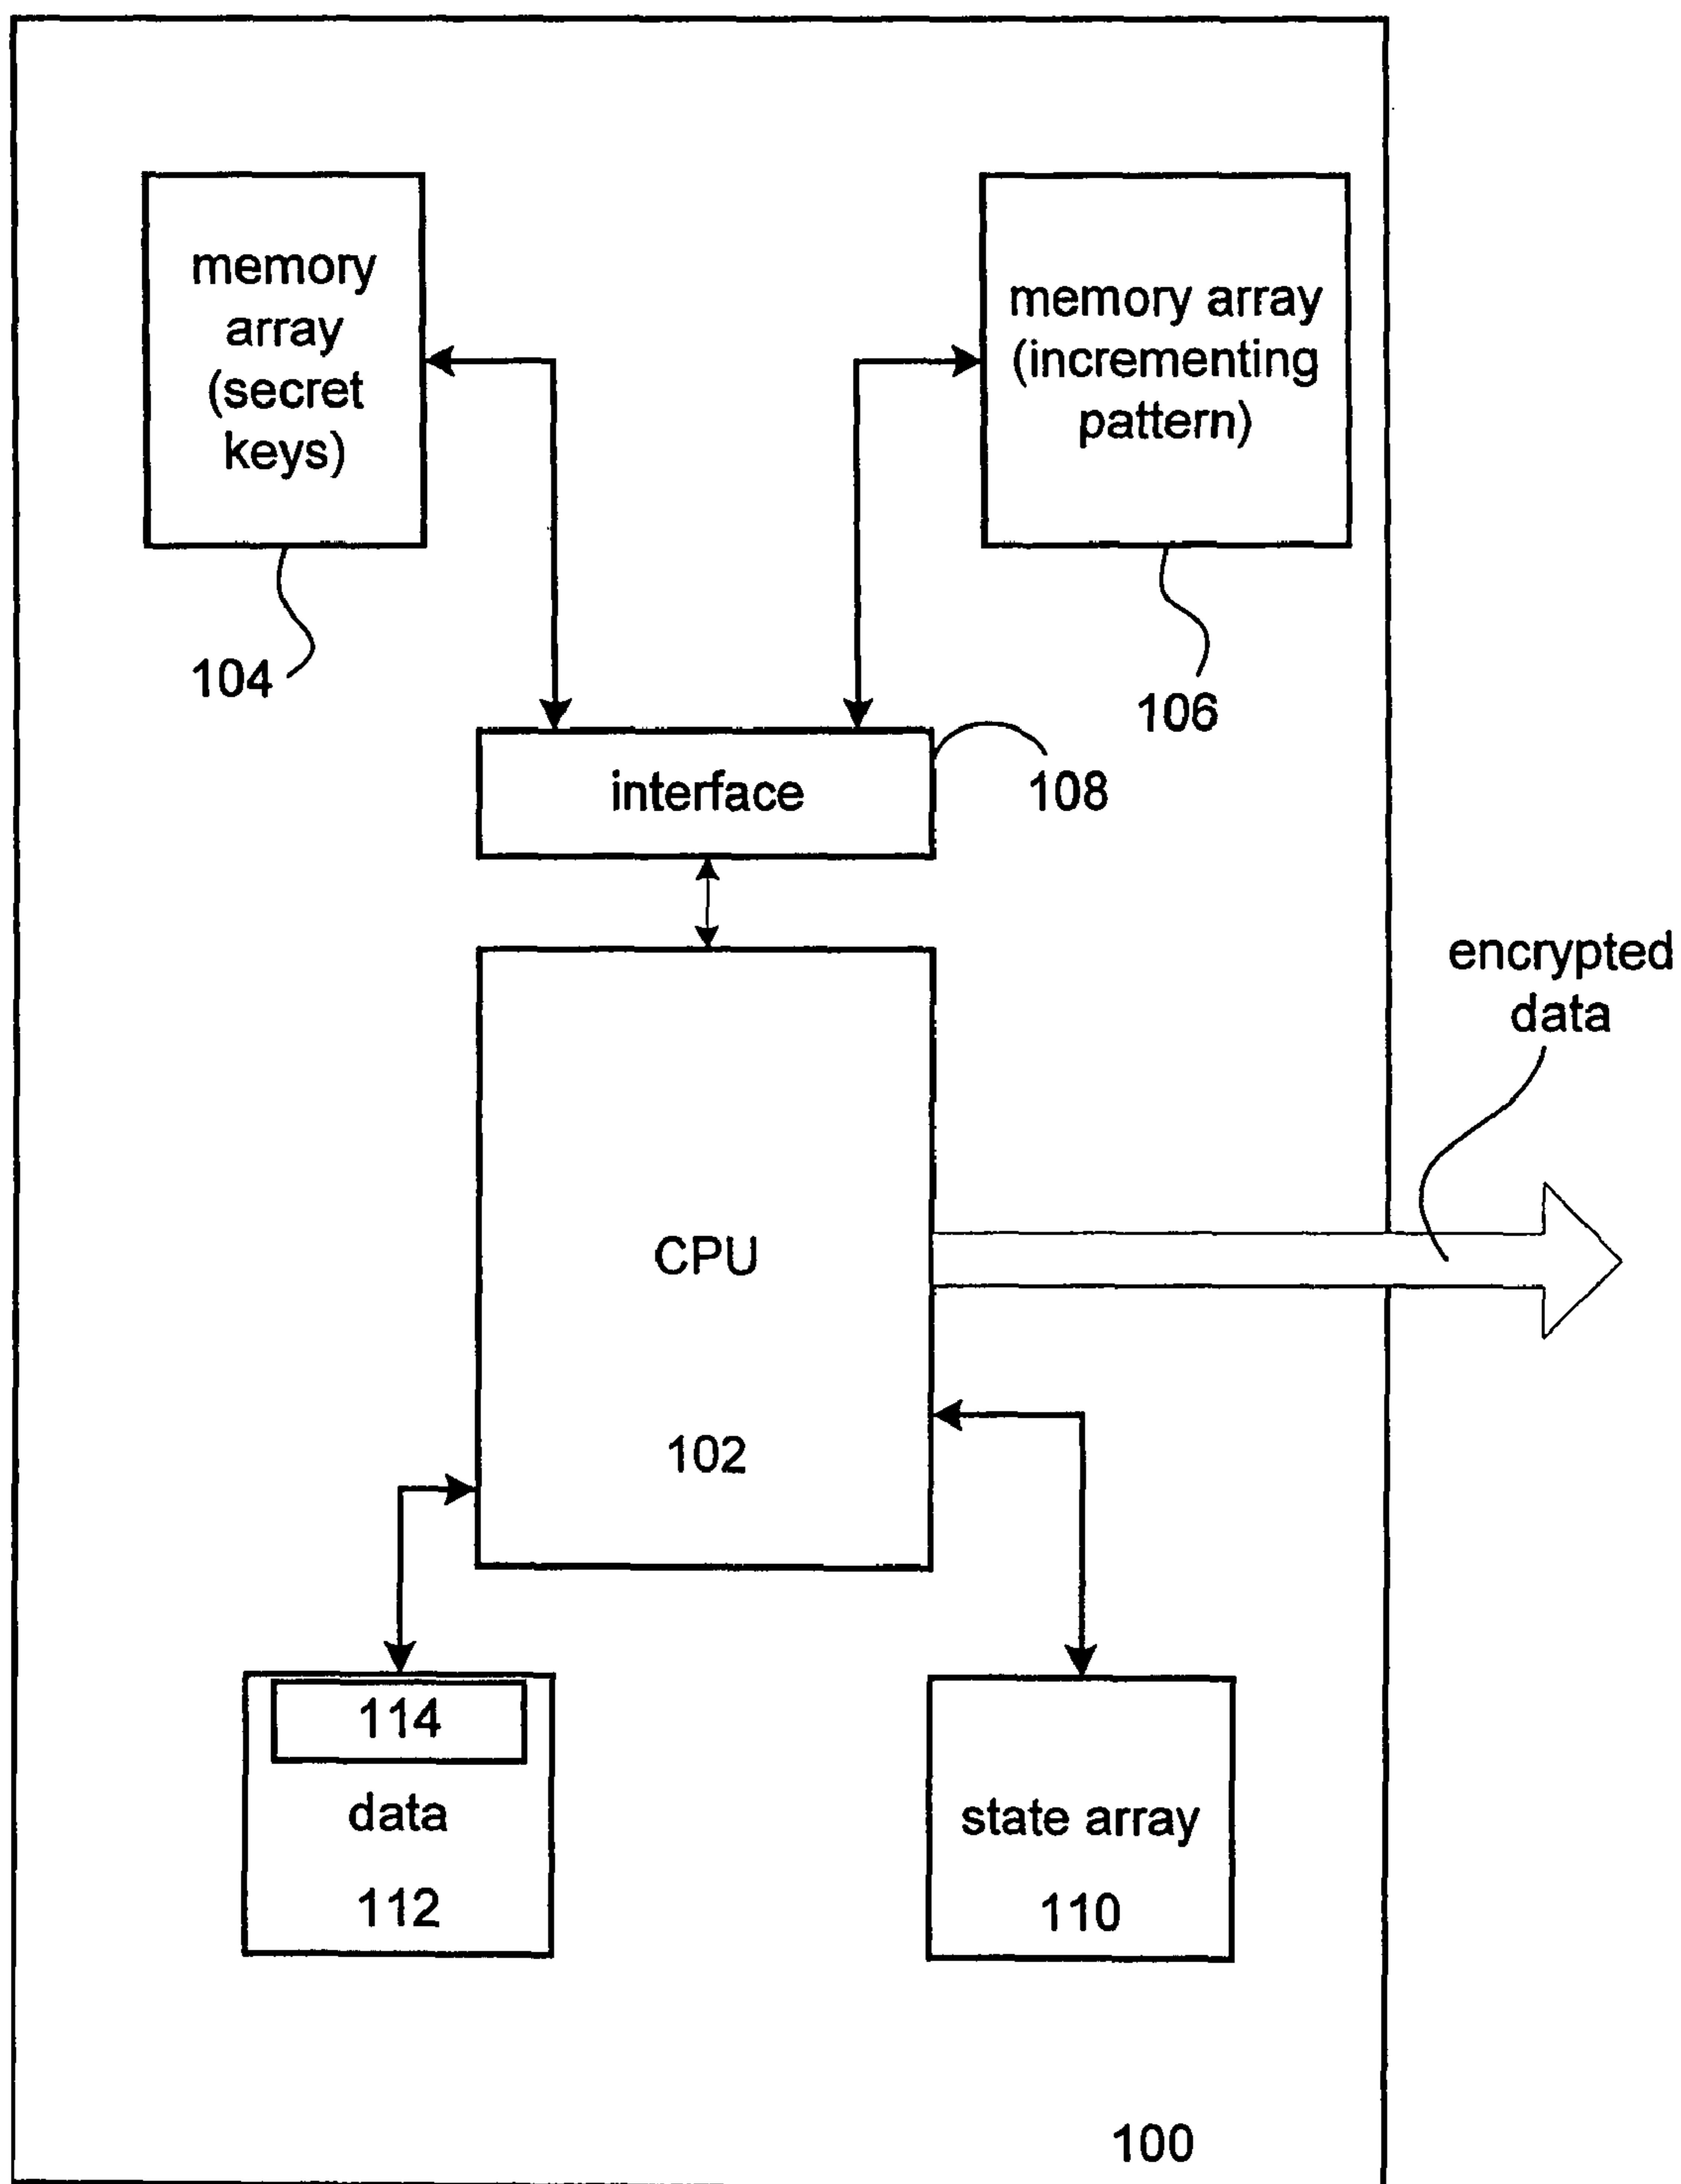 memory
array
(secret
keys)
memory array
(incrementing
pattern)
104
106
interface
108
encrypted
data
CPU
102
114
data
112
state array
110
100